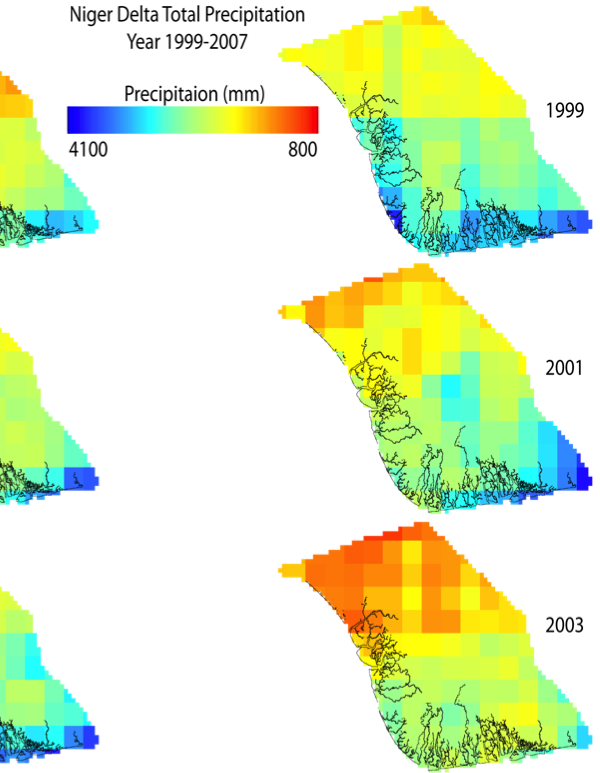 Niger Delta Total Precipitation
Year 1999-2007
Precipitaion (mm)
4100 800
1999
2001
2003